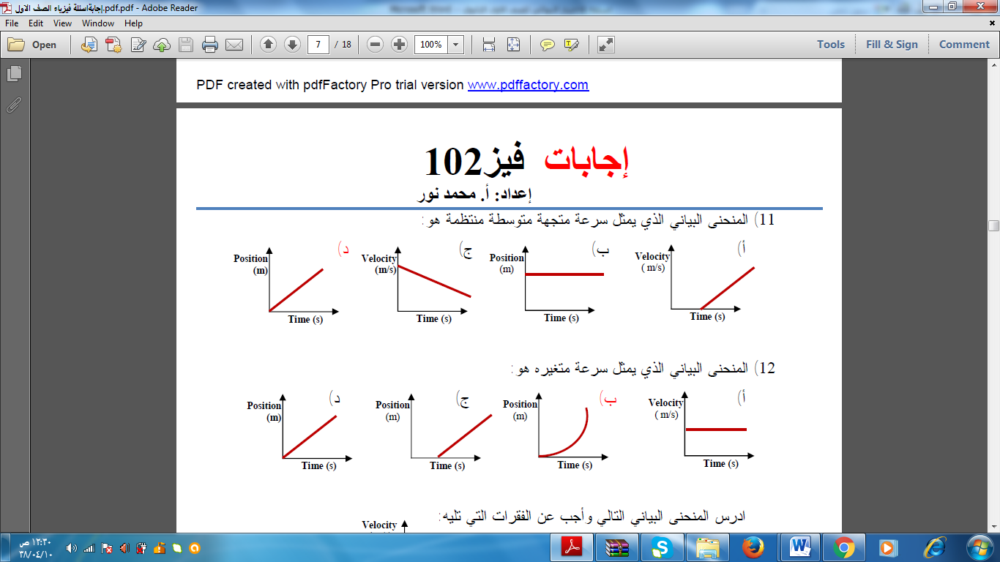 إجابةاسئلة فيزياء الصف الاول.pdf.pdf - Adobe Reader
File Edit View Window Help
Open 7 / 18 100% Tools Fill & Sign Comment
PDF created with pdfFactory Pro trial version www.pdffactory.com
إجابات فيز102
إعداد: أ. محمد نور
11) المنحنى البياني الذي يمثل سرعة متجهة متوسطة منتظمة هو:
أ) Velocity ( m/s) Time (s)
ب) Position (m) Time (s)
ج) Velocity (m/s) Time (s)
د) Position (m) Time (s)
12) المنحنى البياني الذي يمثل سرعة متغيره هو:
أ) Velocity ( m/s) Time (s)
ب) Position (m) Time (s)
ج) Position (m) Time (s)
د) Position (m) Time (s)
ادرس المنحنى البياني التالي وأجب عن الفقرات التي تليه:
Velocity
١٢:٣٠ ص
٣٨/٠٤/١٠